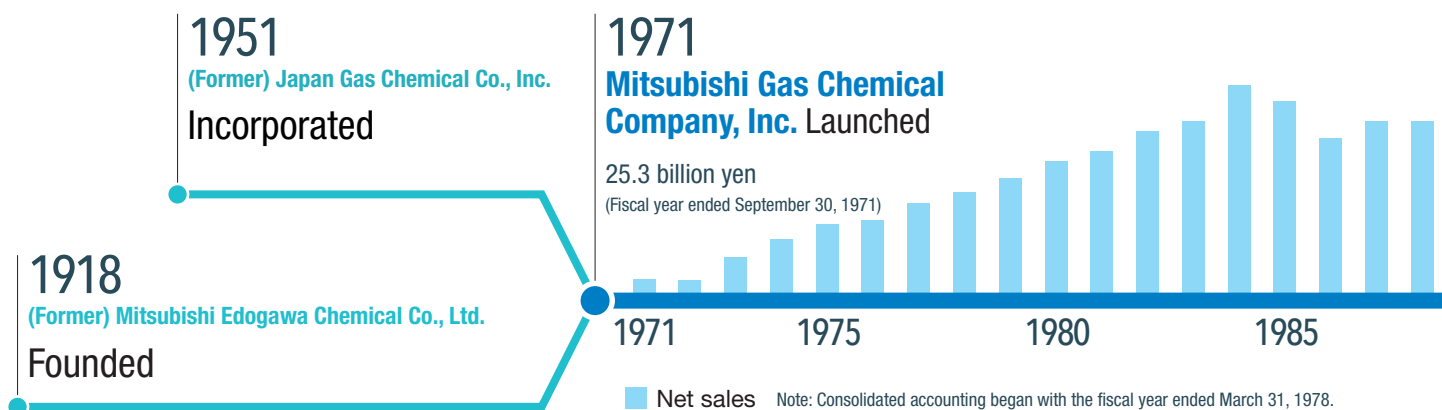 1951
(Former) Japan Gas Chemical Co., Inc.
Incorporated
1918
(Former) Mitsubishi Edogawa Chemical Co., Ltd.
Founded
1971
Mitsubishi Gas Chemical
Company, Inc. Launched
25.3 billion yen
(Fiscal year ended September 30, 1971)
1971 1975 1980 1985
Net sales Note: Consolidated accounting began with the fiscal year ended March 31, 1978.